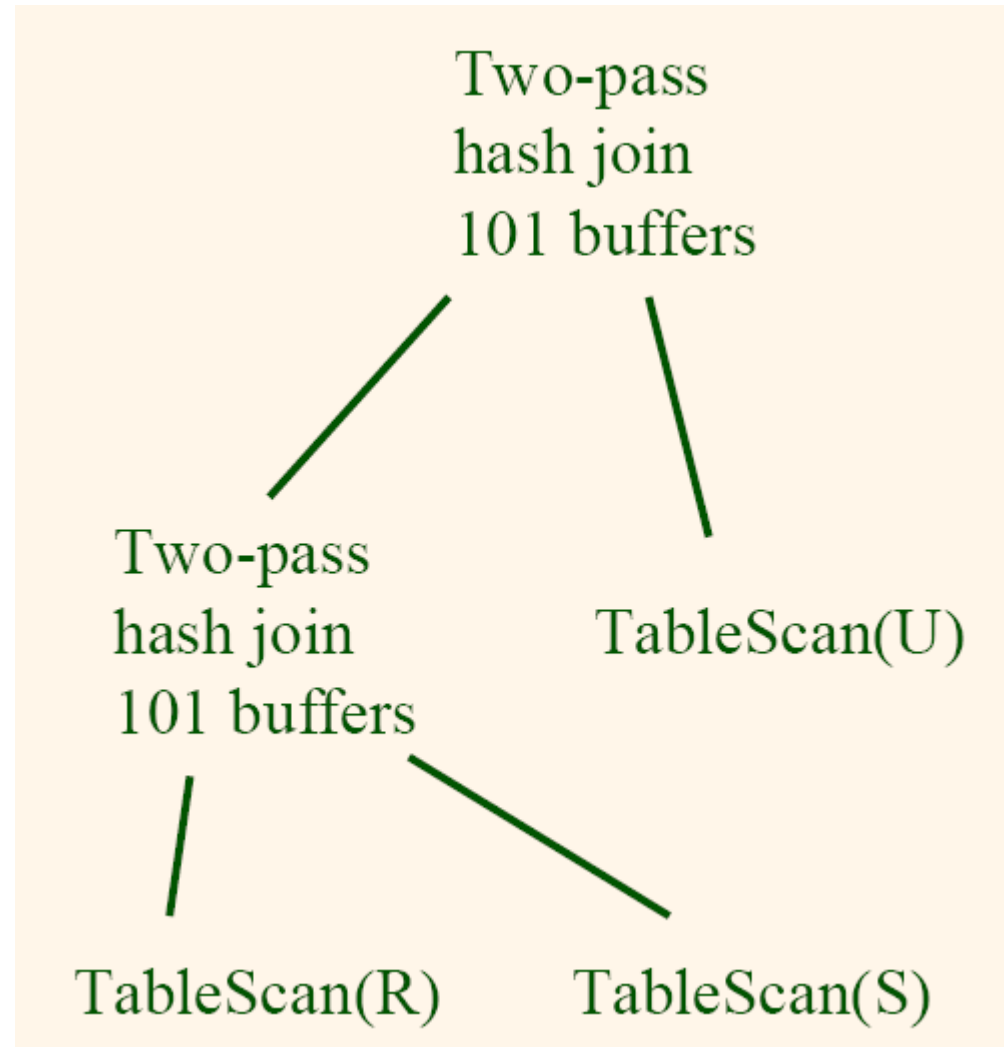 Two-pass
hash join
101 buffers
Two-pass
hash join
101 buffers
TableScan(U)
TableScan(R)
TableScan(S)